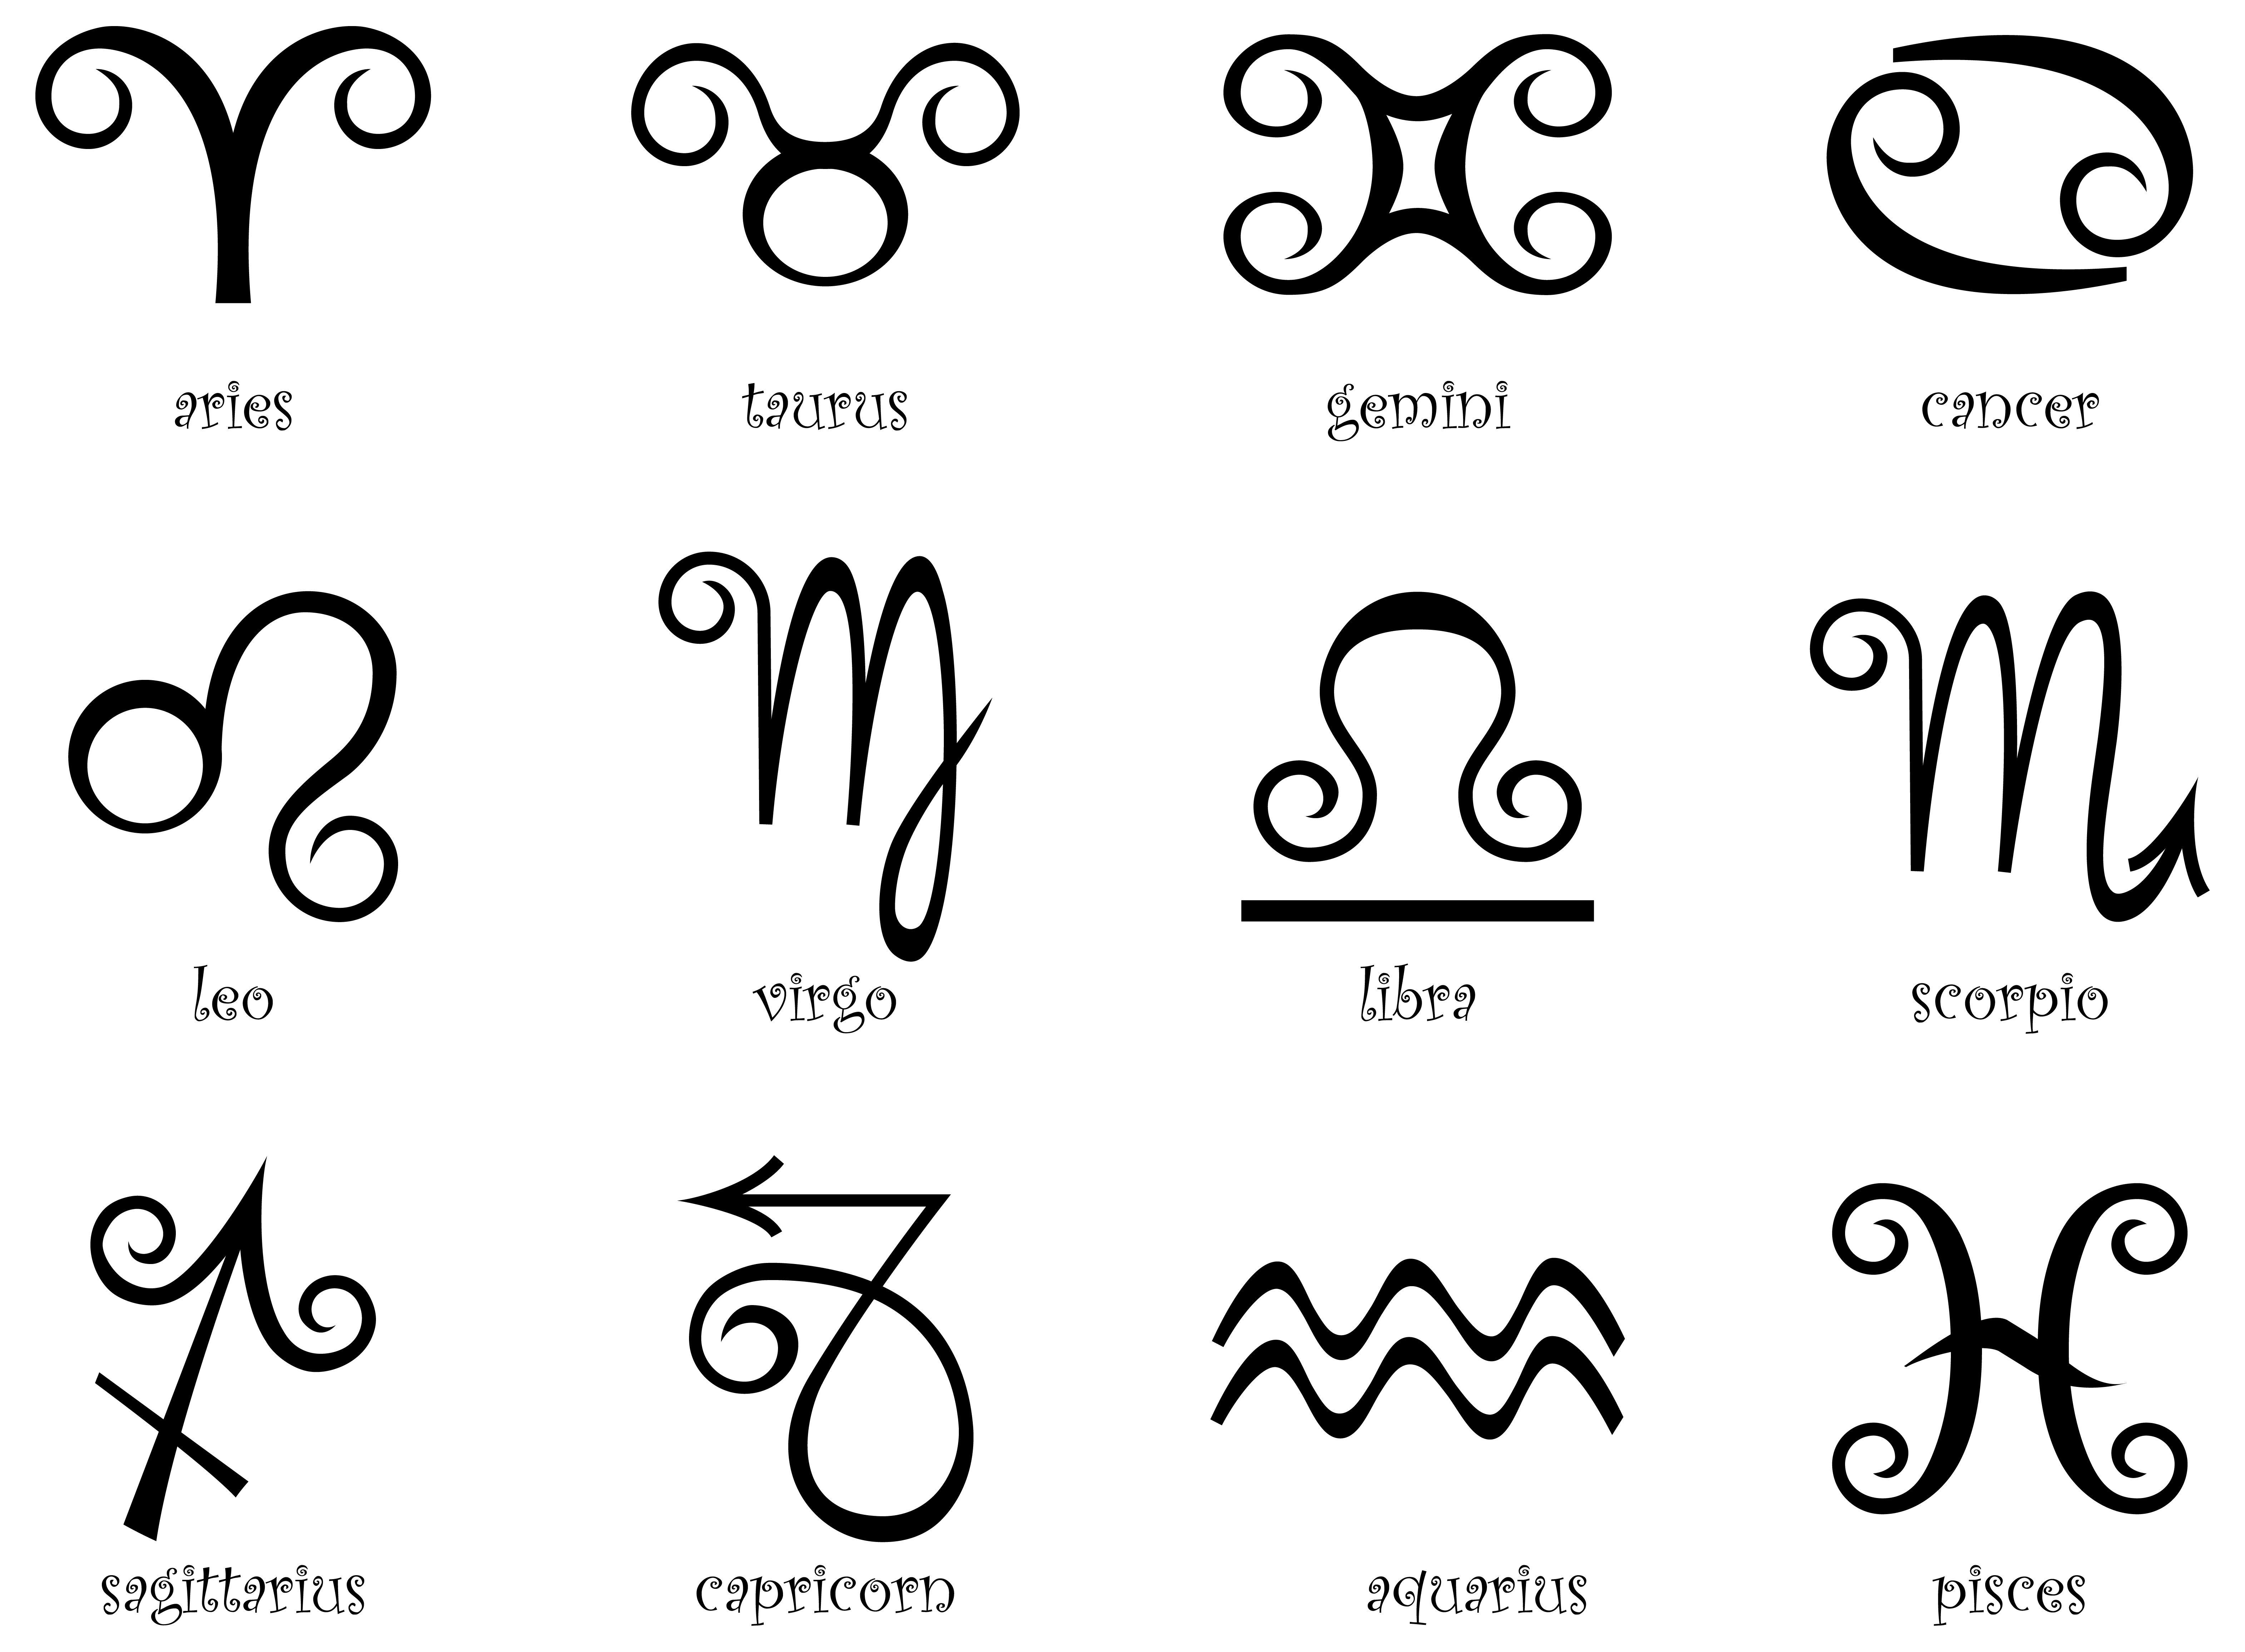 aries taurus gemini cancer
leo virgo libra scorpio
sagittarius capricorn aquarius pisces